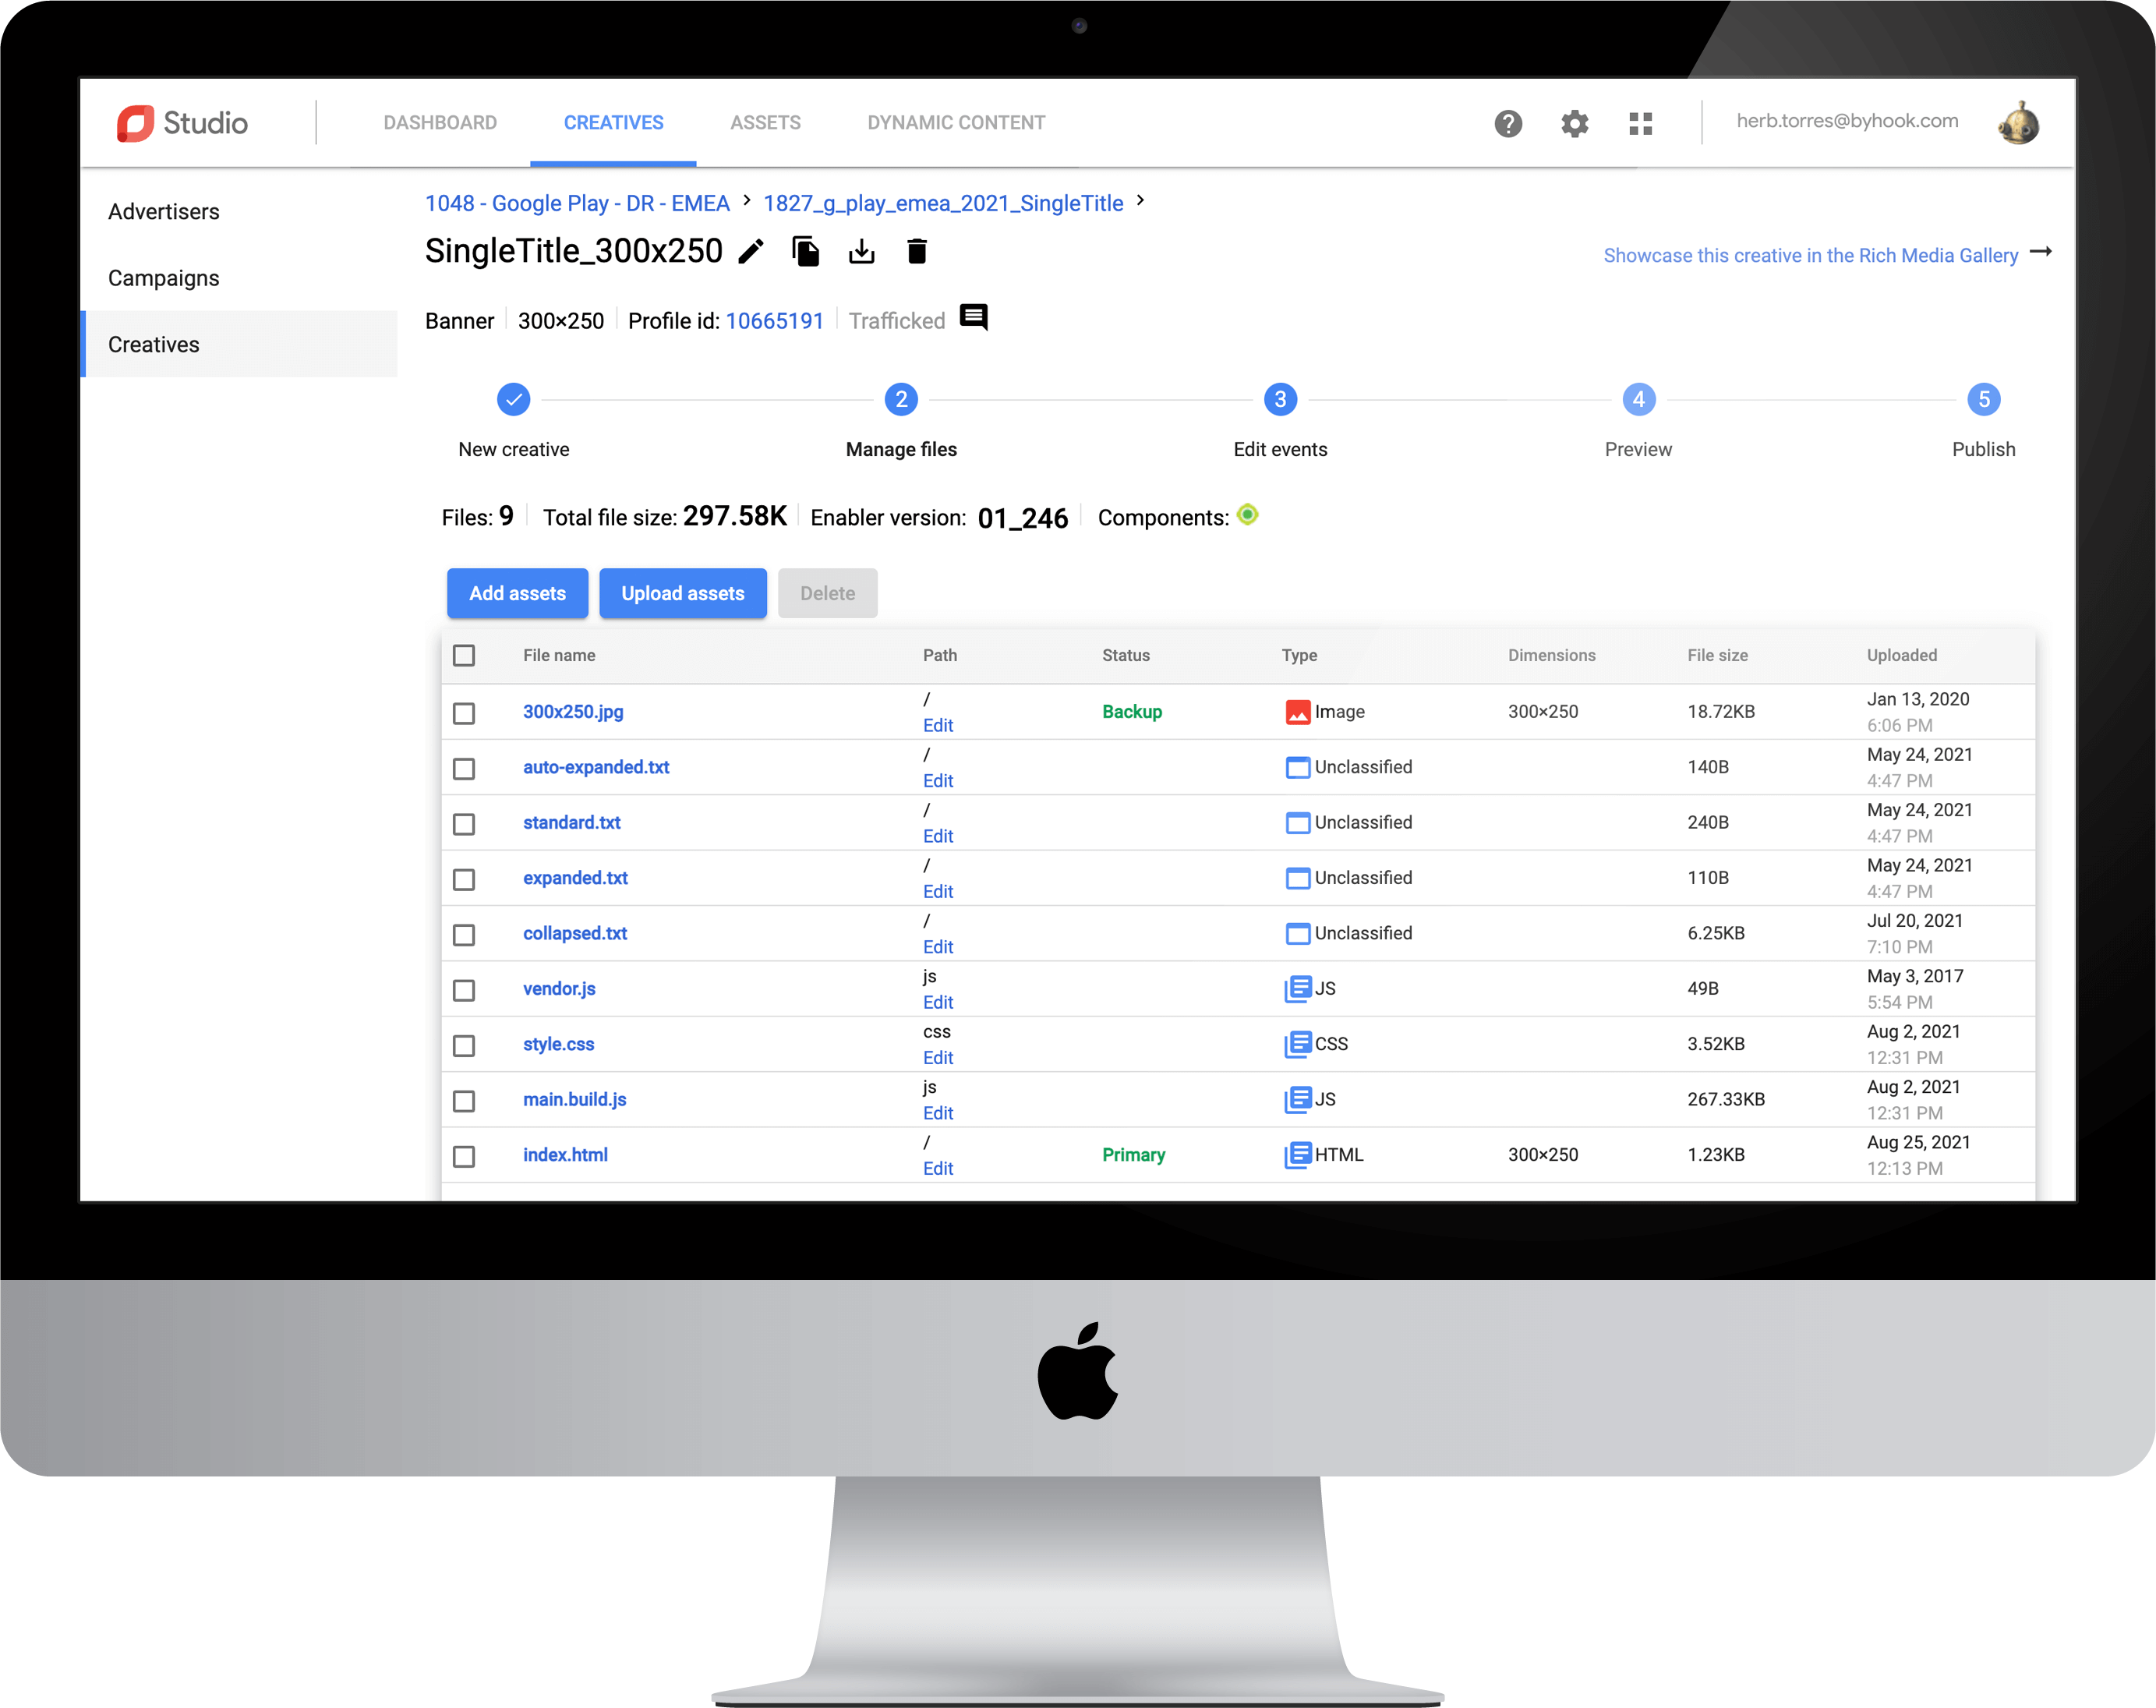 Studio
DASHBOARD CREATIVES ASSETS DYNAMIC CONTENT
? herb.torres@byhook.com
Advertisers
Campaigns
Creatives
1048 - Google Play - DR - EMEA > 1827_g_play_emea_2021_SingleTitle >
SingleTitle_300x250
Showcase this creative in the Rich Media Gallery →
Banner 300×250 Profile id: 10665191 Trafficked
2 3 4 5
New creative Manage files Edit events Preview Publish
Files: 9 Total file size: 297.58K Enabler version: 01_246 Components:
Add assets Upload assets Delete
File name Path Status Type Dimensions File size Uploaded
300x250.jpg / Edit Backup Image 300×250 18.72KB Jan 13, 2020 6:06 PM
auto-expanded.txt / Edit Unclassified 140B May 24, 2021 4:47 PM
standard.txt / Edit Unclassified 240B May 24, 2021 4:47 PM
expanded.txt / Edit Unclassified 110B May 24, 2021 4:47 PM
collapsed.txt / Edit Unclassified 6.25KB Jul 20, 2021 7:10 PM
vendor.js js Edit JS 49B May 3, 2017 5:54 PM
style.css css Edit CSS 3.52KB Aug 2, 2021 12:31 PM
main.build.js js Edit JS 267.33KB Aug 2, 2021 12:31 PM
index.html / Edit Primary HTML 300×250 1.23KB Aug 25, 2021 12:13 PM